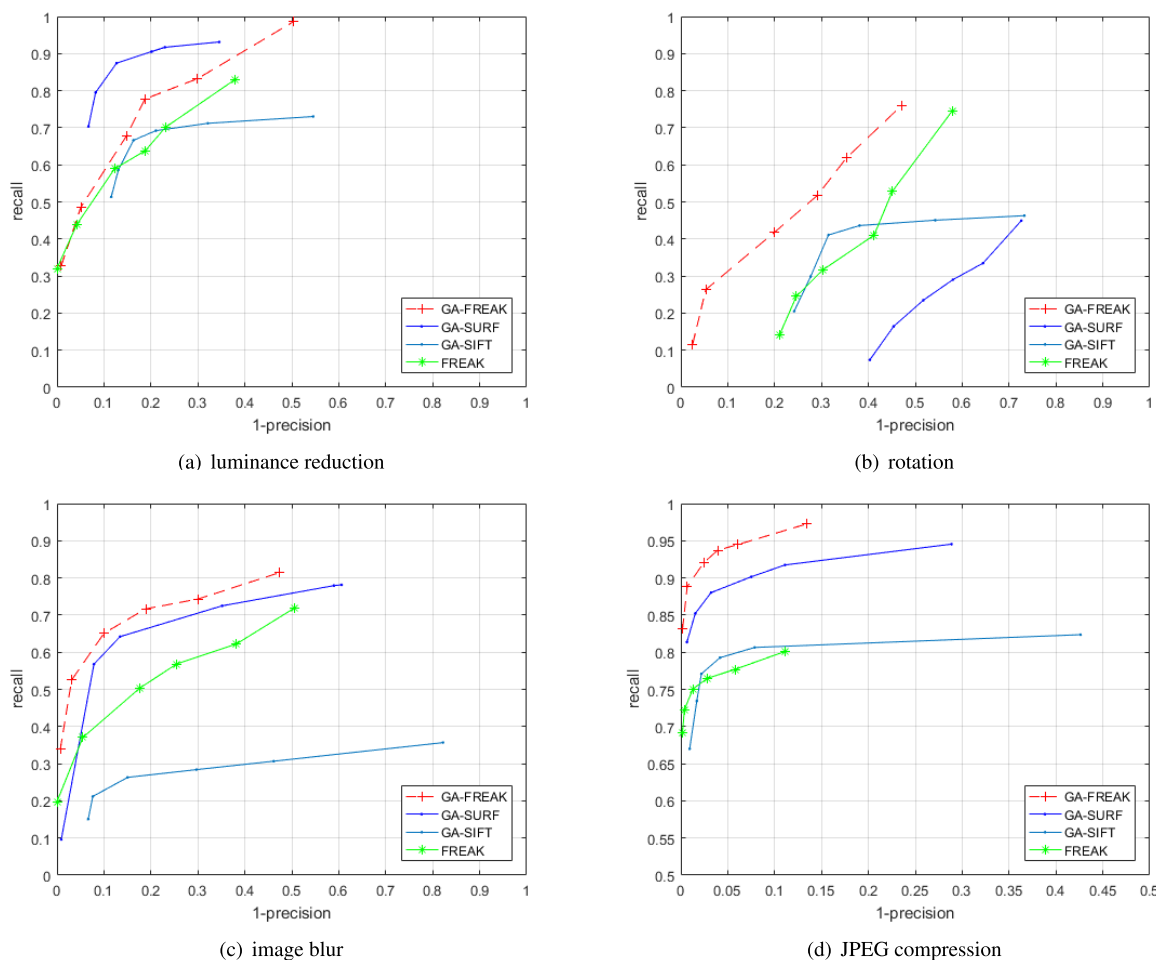 1
0.9
0.8
0.7
0.6
0.5
0.4
0.3
0.2
0.1
0
recall
GA-FREAK
GA-SURF
GA-SIFT
FREAK
0 0.1 0.2 0.3 0.4 0.5 0.6 0.7 0.8 0.9 1
1-precision
(a) luminance reduction
1
0.9
0.8
0.7
0.6
0.5
0.4
0.3
0.2
0.1
0
recall
GA-FREAK
GA-SURF
GA-SIFT
FREAK
0 0.1 0.2 0.3 0.4 0.5 0.6 0.7 0.8 0.9 1
1-precision
(b) rotation
1
0.9
0.8
0.7
0.6
0.5
0.4
0.3
0.2
0.1
0
recall
GA-FREAK
GA-SURF
GA-SIFT
FREAK
0 0.1 0.2 0.3 0.4 0.5 0.6 0.7 0.8 0.9 1
1-precision
(c) image blur
1
0.95
0.9
0.85
0.8
0.75
0.7
0.65
0.6
0.55
0.5
recall
GA-FREAK
GA-SURF
GA-SIFT
FREAK
0 0.05 0.1 0.15 0.2 0.25 0.3 0.35 0.4 0.45 0.5
1-precision
(d) JPEG compression